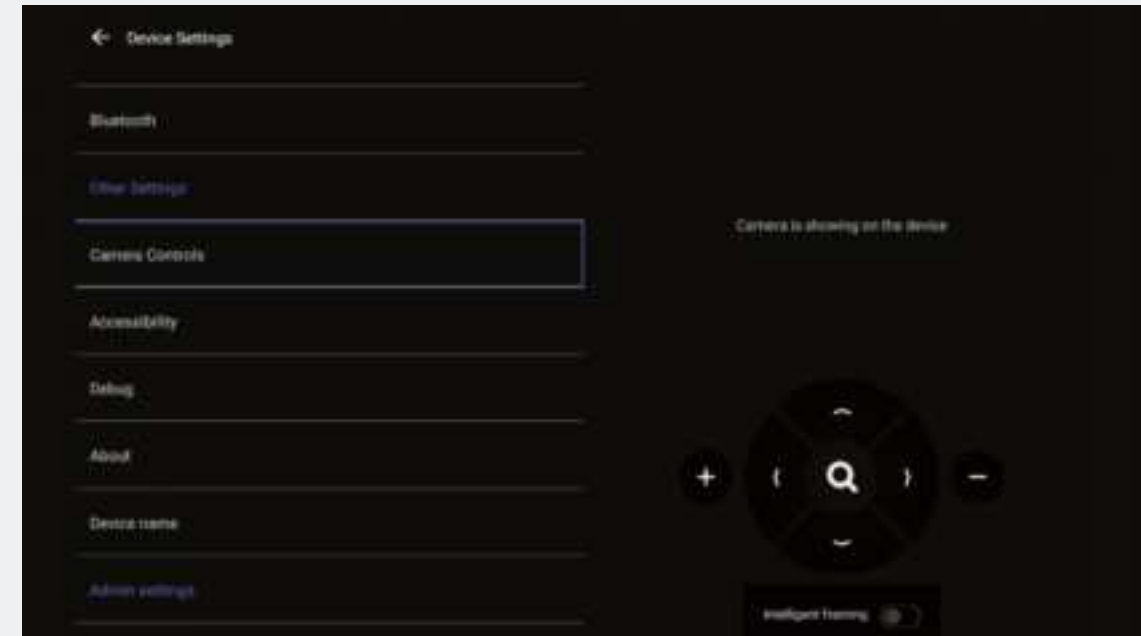 Device Settings
Bluetooth
Other Settings
Camera Controls
Accessibility
Debug
About
Device name
Admin settings
Camera is showing on the device
Intelligent framing